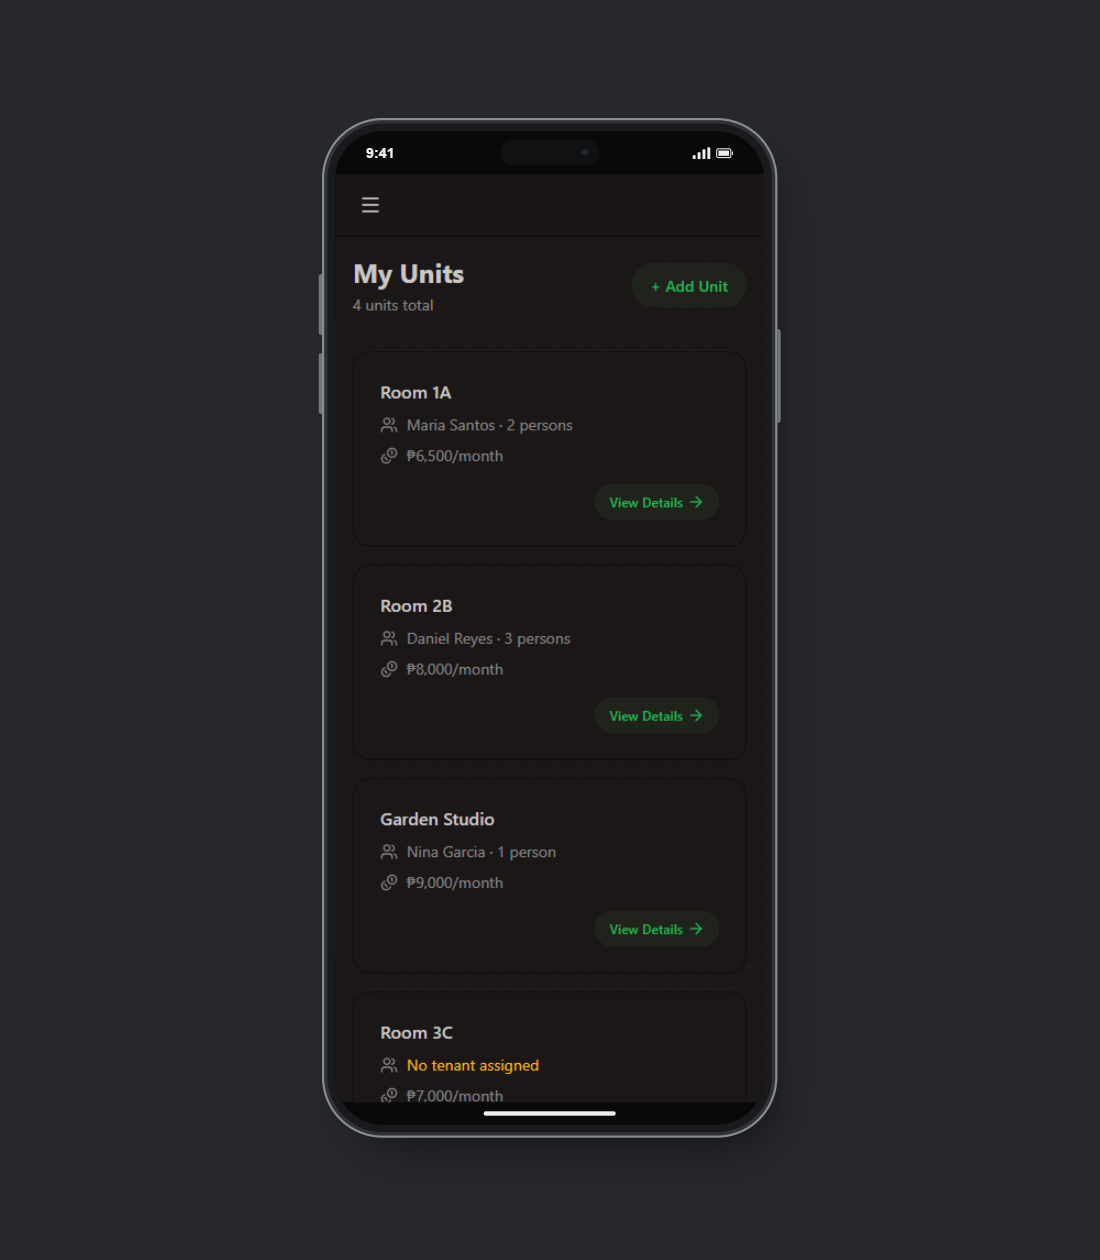 9:41
My Units
4 units total
+ Add Unit
Room 1A
Maria Santos · 2 persons
₱6,500/month
View Details →
Room 2B
Daniel Reyes · 3 persons
₱8,000/month
View Details →
Garden Studio
Nina Garcia · 1 person
₱9,000/month
View Details →
Room 3C
No tenant assigned
₱7,000/month